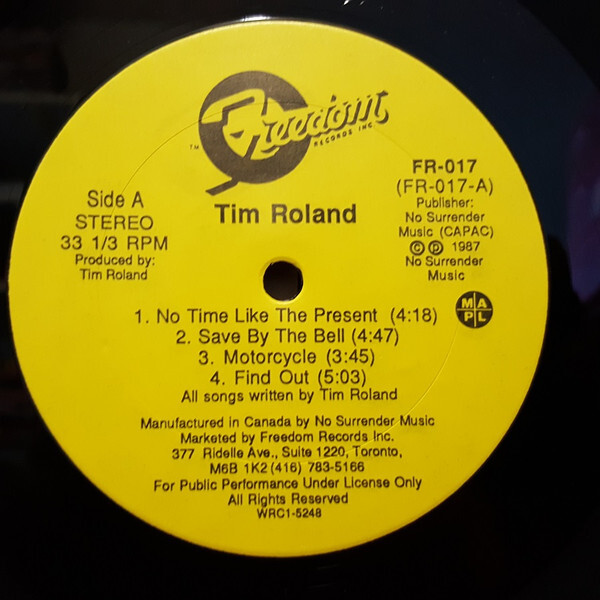 Freedom
RECORDS INC.
TM
FR-017
(FR-017-A)
Publisher:
No Surrender
Music (CAPAC)
© ℗ 1987
No Surrender
Music
Side A
STEREO
33 1/3 RPM
Produced by:
Tim Roland
Tim Roland
1. No Time Like The Present (4:18)
2. Save By The Bell (4:47)
3. Motorcycle (3:45)
4. Find Out (5:03)
All songs written by Tim Roland
M A
P L
Manufactured in Canada by No Surrender Music
Marketed by Freedom Records Inc.
377 Ridelle Ave., Suite 1220, Toronto,
M6B 1K2 (416) 783-5166
For Public Performance Under License Only
All Rights Reserved
WRC1-5248